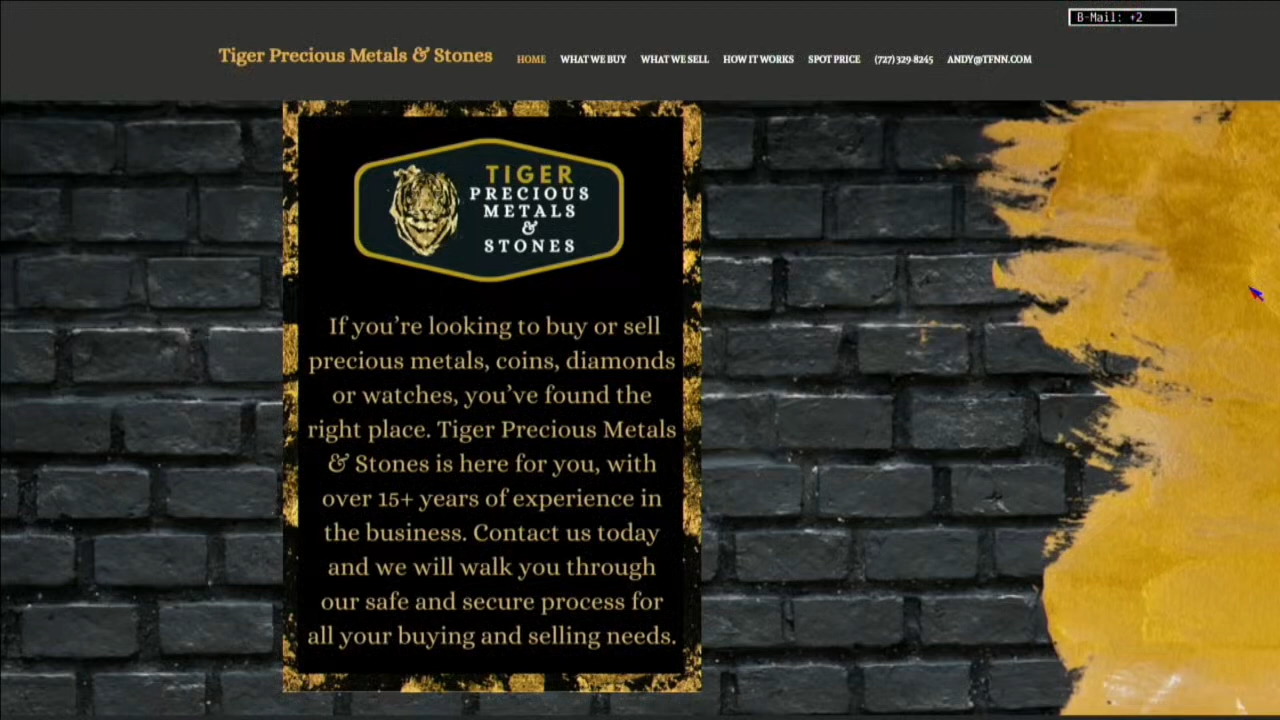 B-Mail: +2
Tiger Precious Metals & Stones
HOME WHAT WE BUY WHAT WE SELL HOW IT WORKS SPOT PRICE (727) 329-8245 ANDY@TFNN.COM
TIGER
PRECIOUS
METALS
&
STONES
If you're looking to buy or sell
precious metals, coins, diamonds
or watches, you've found the
right place. Tiger Precious Metals
& Stones is here for you, with
over 15+ years of experience in
the business. Contact us today
and we will walk you through
our safe and secure process for
all your buying and selling needs.